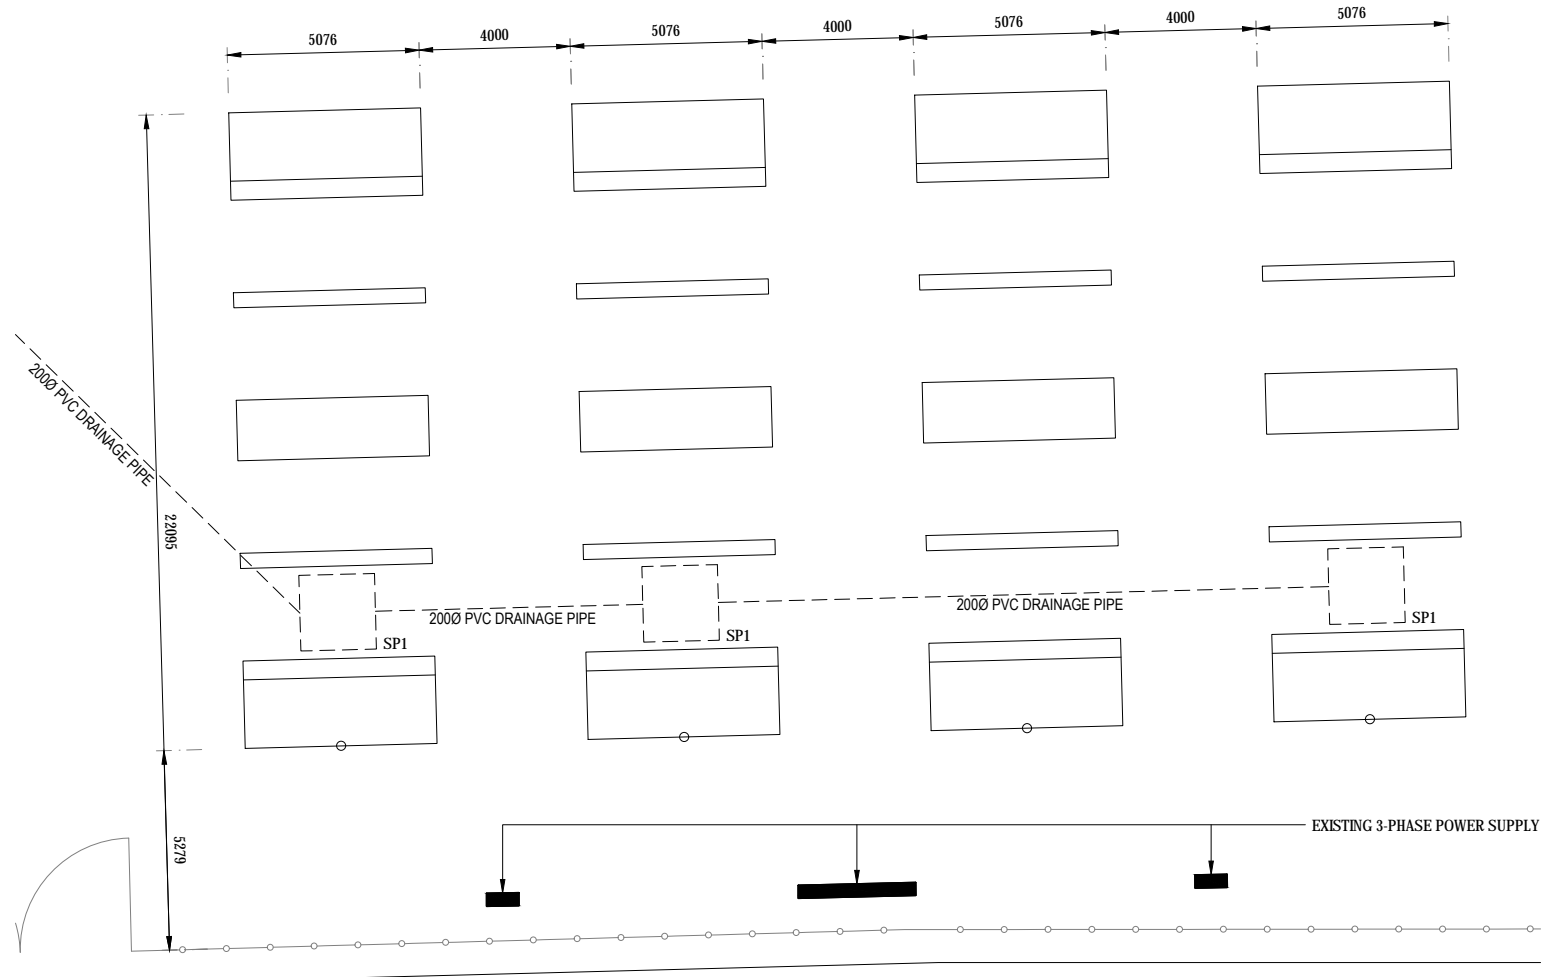 5076
4000
5076
4000
5076
4000
5076
200Ø PVC DRAINAGE PIPE
22095
200Ø PVC DRAINAGE PIPE
200Ø PVC DRAINAGE PIPE
SP1
SP1
SP1
EXISTING 3-PHASE POWER SUPPLY
5279